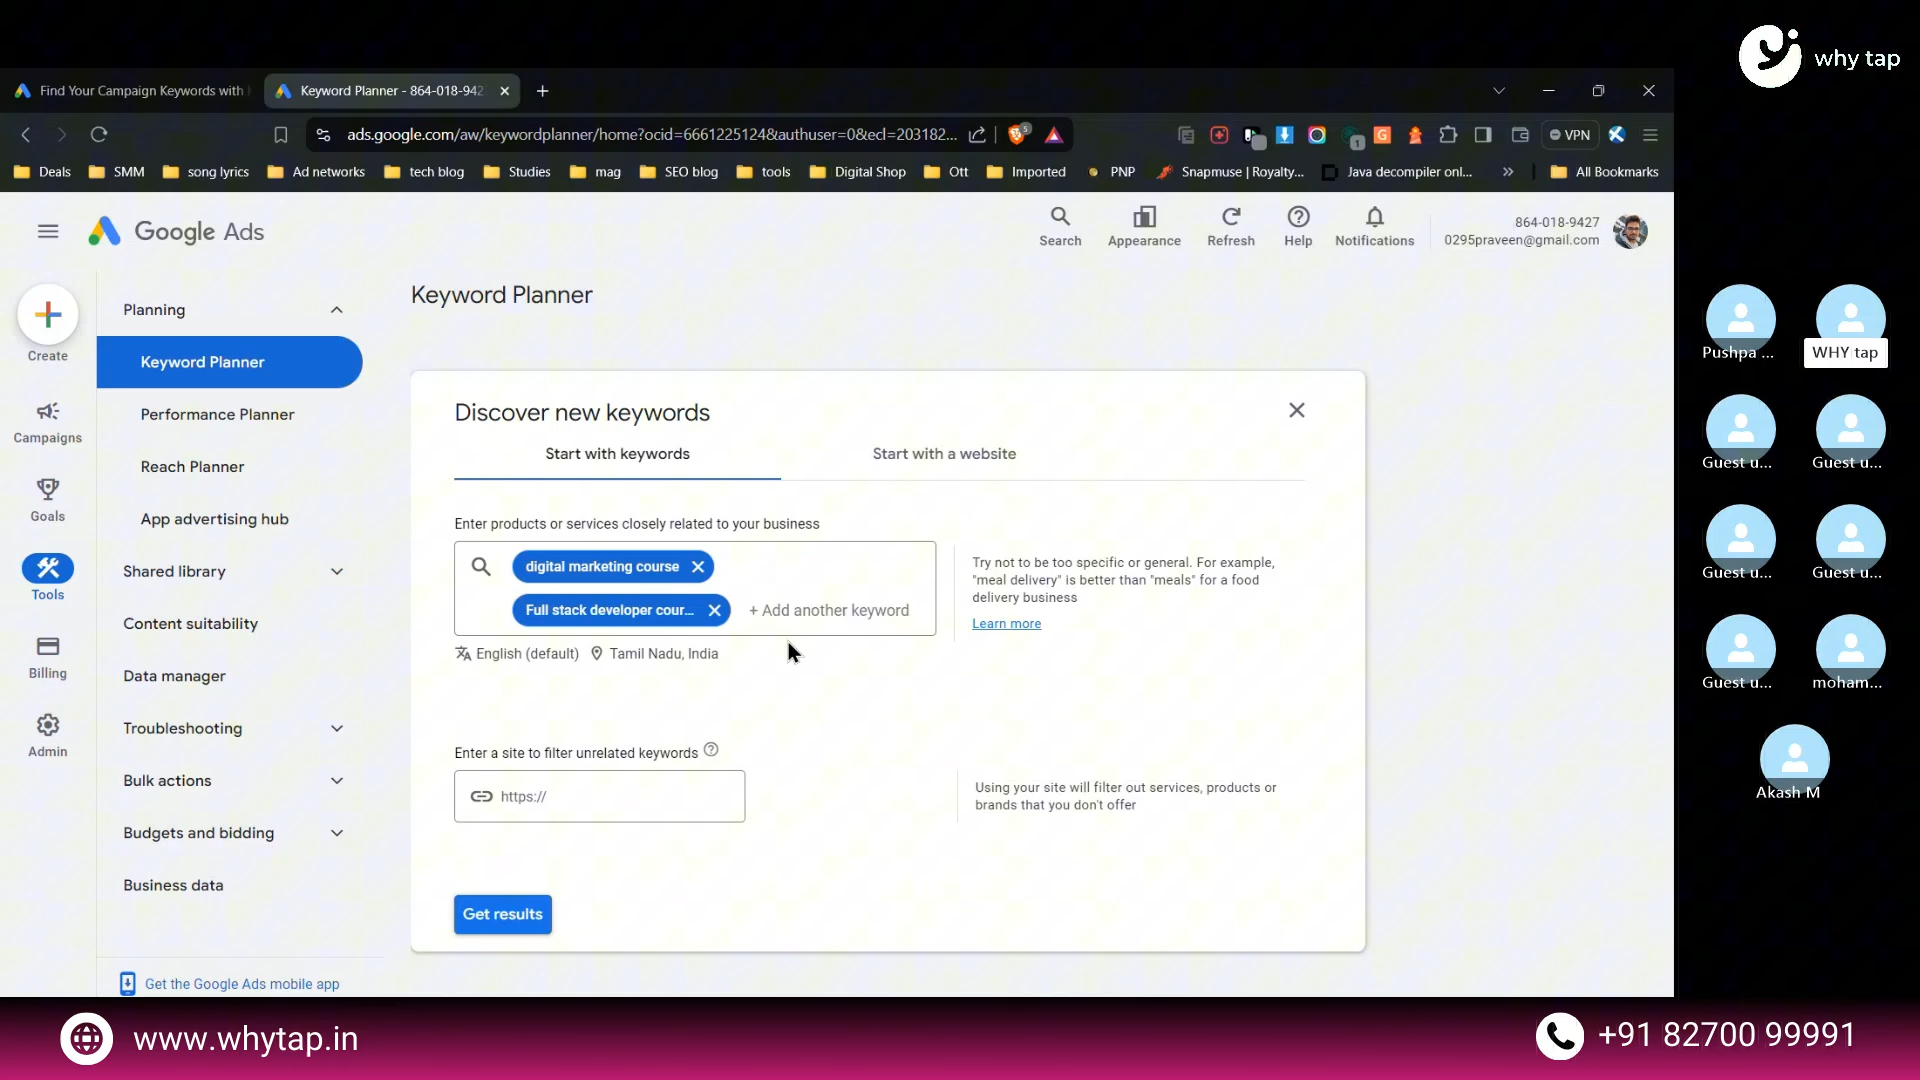 why tap
Find Your Campaign Keywords with
Keyword Planner - 864-018-942
ads.google.com/aw/keywordplanner/home?ocid=6661225124&authuser=0&ecl=203182...
5
1
VPN
Deals
SMM
song lyrics
Ad networks
tech blog
Studies
mag
SEO blog
tools
Digital Shop
Ott
Imported
PNP
Snapmuse | Royalty...
Java decompiler onl...
All Bookmarks
Google Ads
Search
Appearance
Refresh
Help
Notifications
864-018-9427
0295praveen@gmail.com
Create
Campaigns
Goals
Tools
Billing
Admin
Planning
Keyword Planner
Performance Planner
Reach Planner
App advertising hub
Shared library
Content suitability
Data manager
Troubleshooting
Bulk actions
Budgets and bidding
Business data
Get the Google Ads mobile app
Keyword Planner
Discover new keywords
Start with keywords
Start with a website
Enter products or services closely related to your business
digital marketing course
Full stack developer cour...
+ Add another keyword
English (default)
Tamil Nadu, India
Try not to be too specific or general. For example,
"meal delivery" is better than "meals" for a food
delivery business
Learn more
Enter a site to filter unrelated keywords
https://
Using your site will filter out services, products or
brands that you don't offer
Get results
Pushpa ...
WHY tap
Guest u...
Guest u...
Guest u...
Guest u...
Guest u...
moham...
Akash M
www.whytap.in
+91 82700 99991